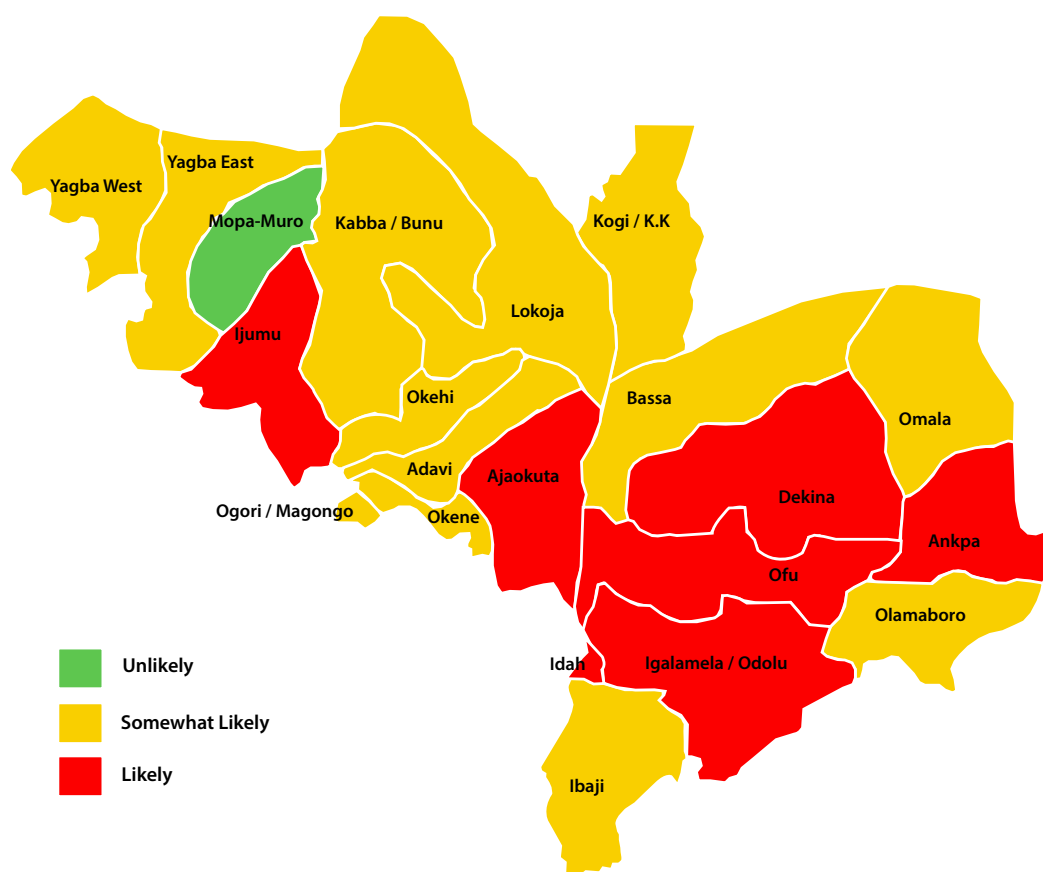 Yagba East
Yagba West
Mopa-Muro
Kabba / Bunu
Kogi / K.K
Lokoja
Ijumu
Okehi
Bassa
Omala
Adavi
Ajaokuta
Dekina
Ogori / Magongo
Okene
Ankpa
Ofu
Olamaboro
Idah
Igalamela / Odolu
Ibaji
Unlikely
Somewhat Likely
Likely